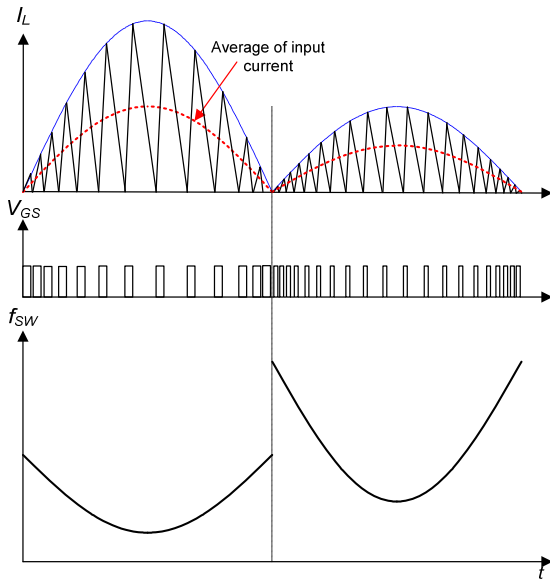 I_L
Average of input
current
V_GS
f_SW
t